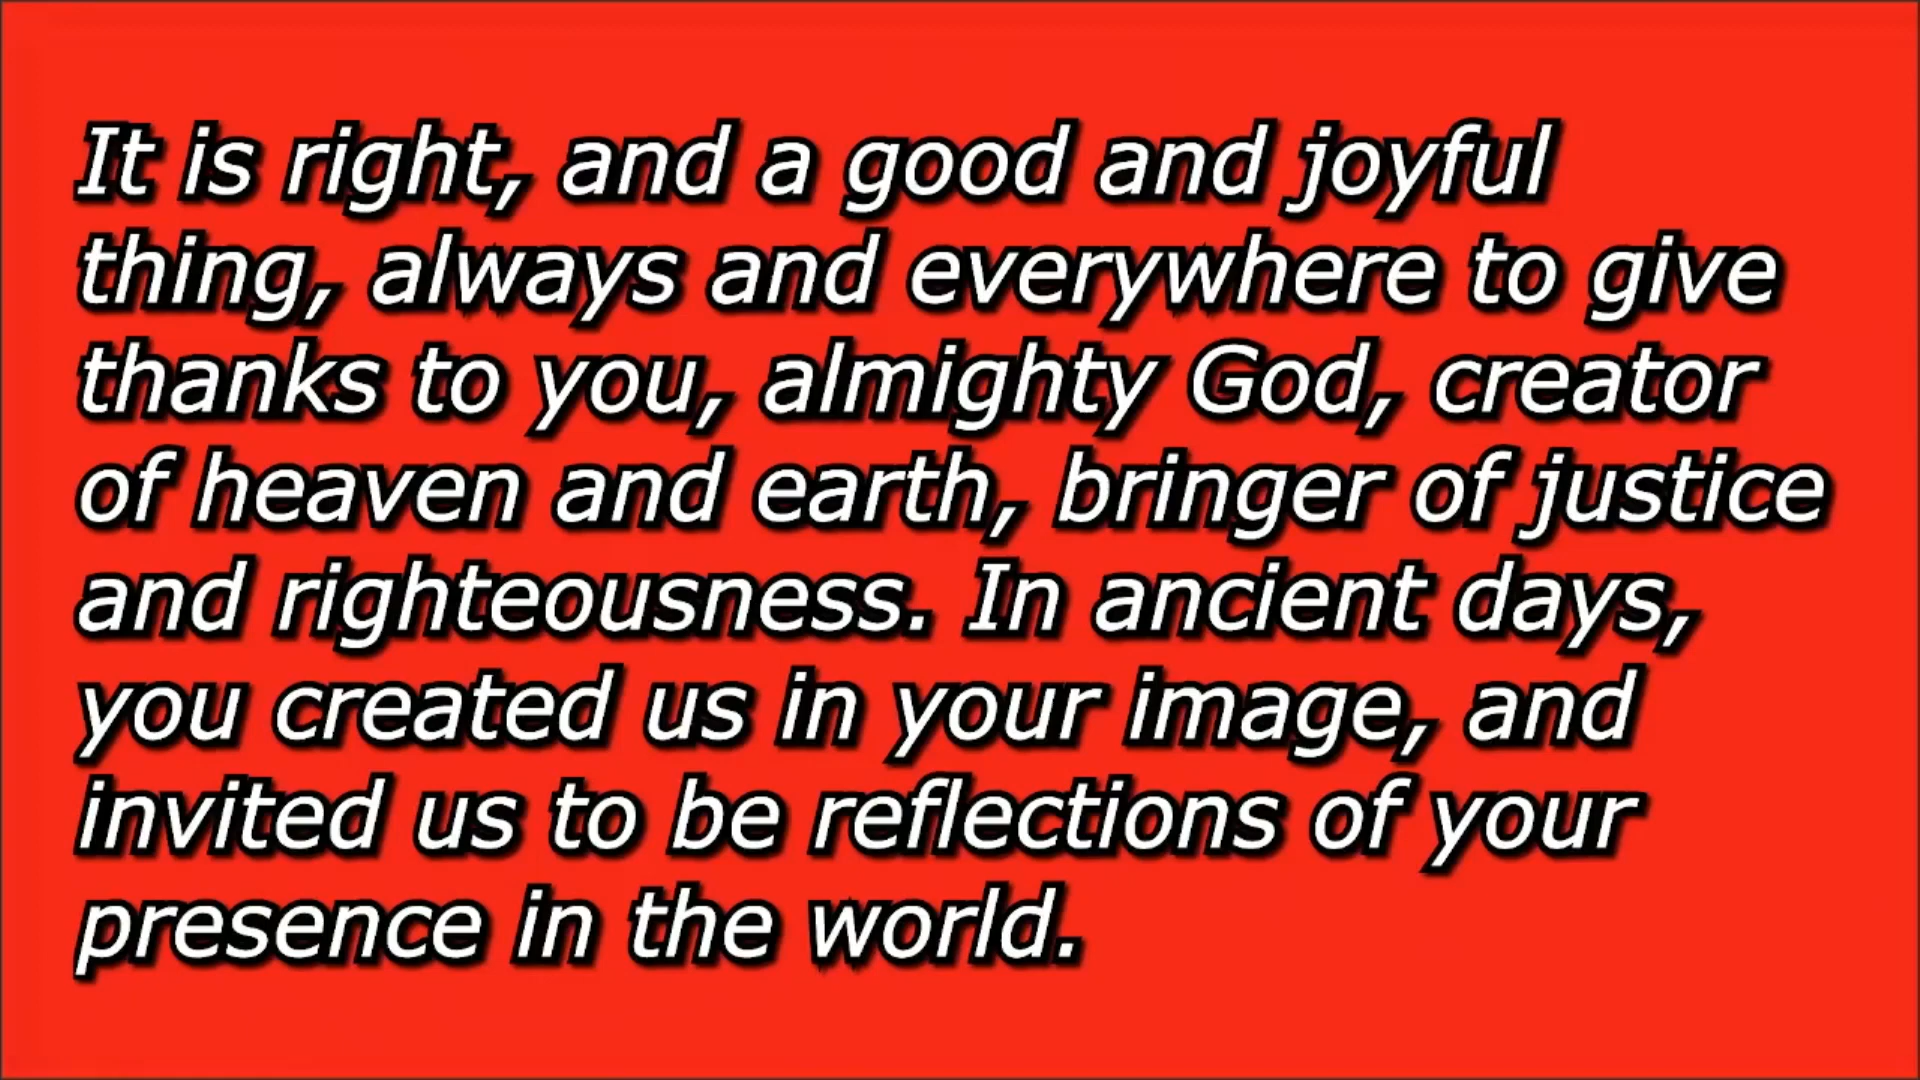 It is right, and a good and joyful
thing, always and everywhere to give
thanks to you, almighty God, creator
of heaven and earth, bringer of justice
and righteousness. In ancient days,
you created us in your image, and
invited us to be reflections of your
presence in the world.